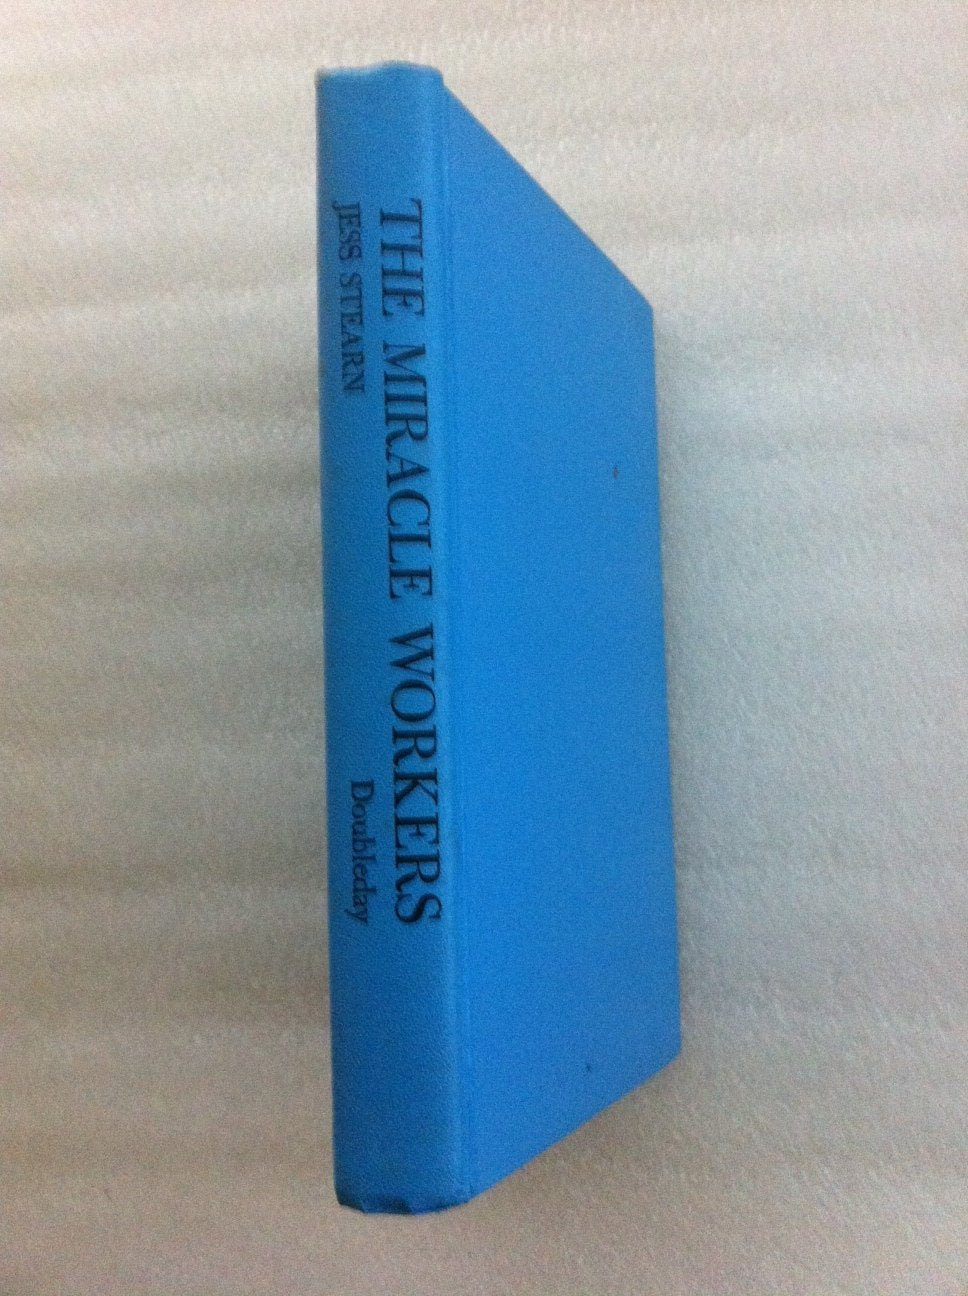 THE MIRACLE WORKERS
JESS STEARN
Doubleday